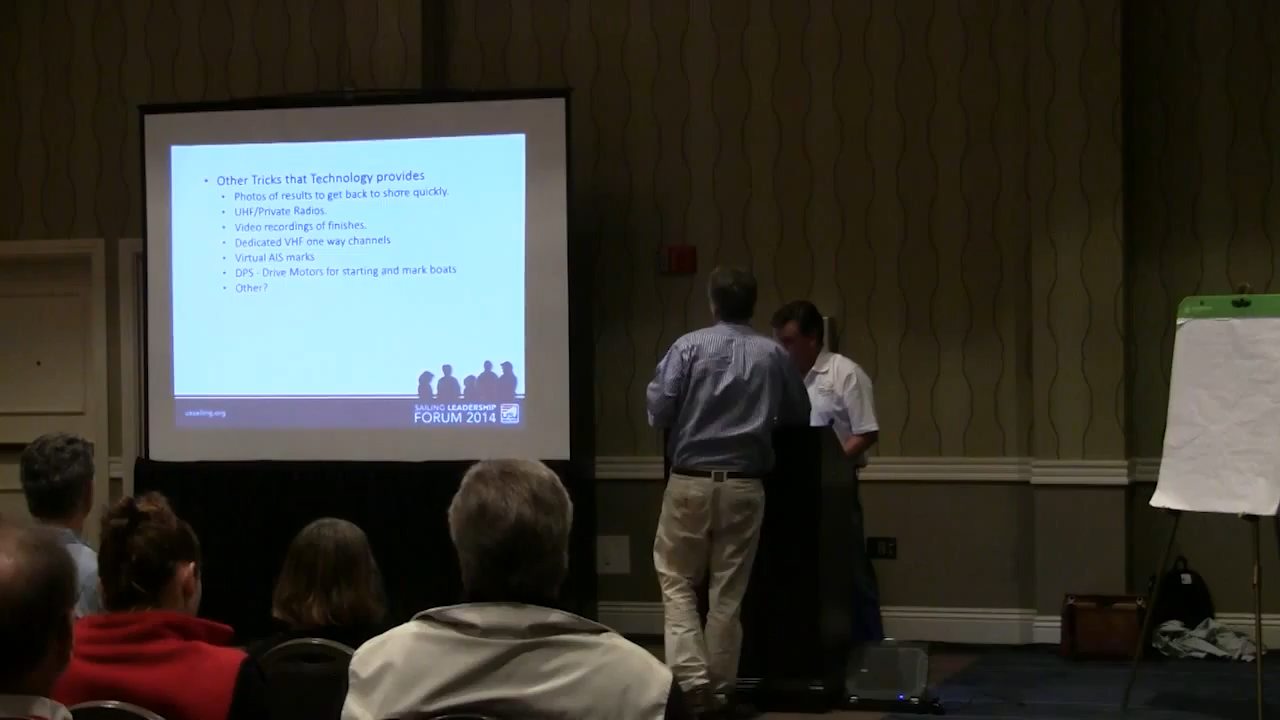 • Other Tricks that Technology provides
• Photos of results to get back to shore quickly.
• UHF/Private Radios.
• Video recordings of finishes.
• Dedicated VHF one way channels
• Virtual AIS marks
• DPS - Drive Motors for starting and mark boats
• Other?
ussailing.org
SAILING LEADERSHIP
FORUM 2014